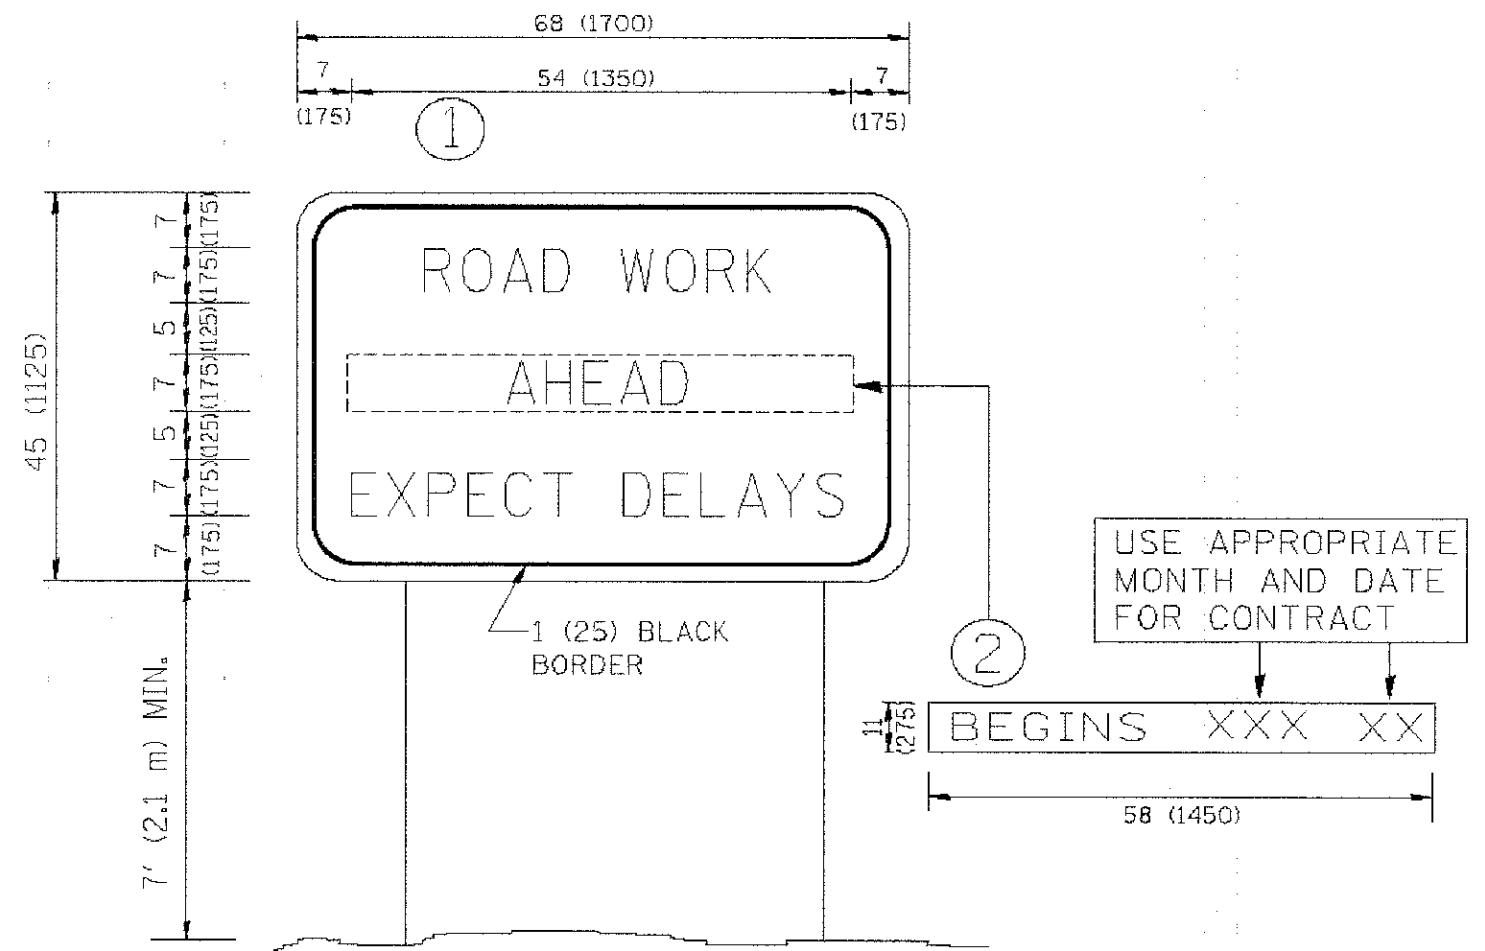 68 (1700)
7
54 (1350)
7
(175)
(175)
1
45 (1125)
7
(175)
7
(175)
5
(125)
7
(175)
5
(125)
7
(175)
7
(175)
ROAD WORK
AHEAD
EXPECT DELAYS
1 (25) BLACK
BORDER
7' (2.1 m) MIN.
2
USE APPROPRIATE
MONTH AND DATE
FOR CONTRACT
11
(275)
BEGINS XXX XX
58 (1450)